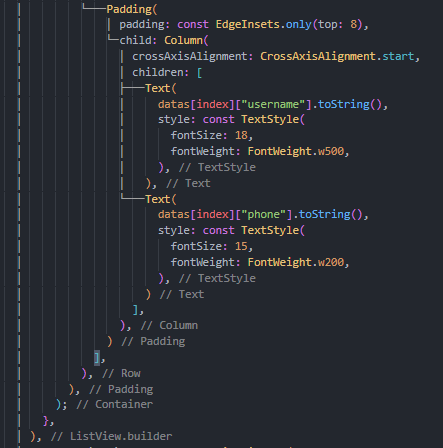 Padding(
padding: const EdgeInsets.only(top: 8),
child: Column(
crossAxisAlignment: CrossAxisAlignment.start,
children: [
Text(
datas[index]["username"].toString(),
style: const TextStyle(
fontSize: 18,
fontWeight: FontWeight.w500,
), // TextStyle
), // Text
Text(
datas[index]["phone"].toString(),
style: const TextStyle(
fontSize: 15,
fontWeight: FontWeight.w200,
), // TextStyle
) // Text
],
), // Column
) // Padding
],
), // Row
), // Padding
); // Container
},
), // ListView.builder